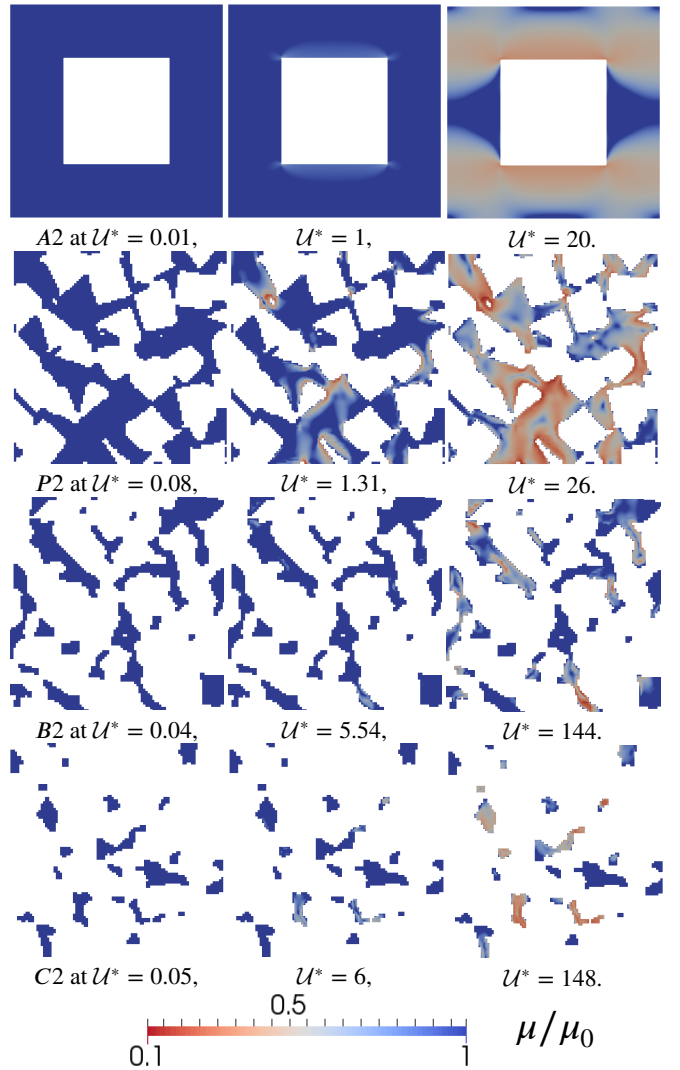 A2 at 𝒰* = 0.01, 𝒰* = 1, 𝒰* = 20.
P2 at 𝒰* = 0.08, 𝒰* = 1.31, 𝒰* = 26.
B2 at 𝒰* = 0.04, 𝒰* = 5.54, 𝒰* = 144.
C2 at 𝒰* = 0.05, 𝒰* = 6, 𝒰* = 148.
0.5
μ/μ₀
0.1 1